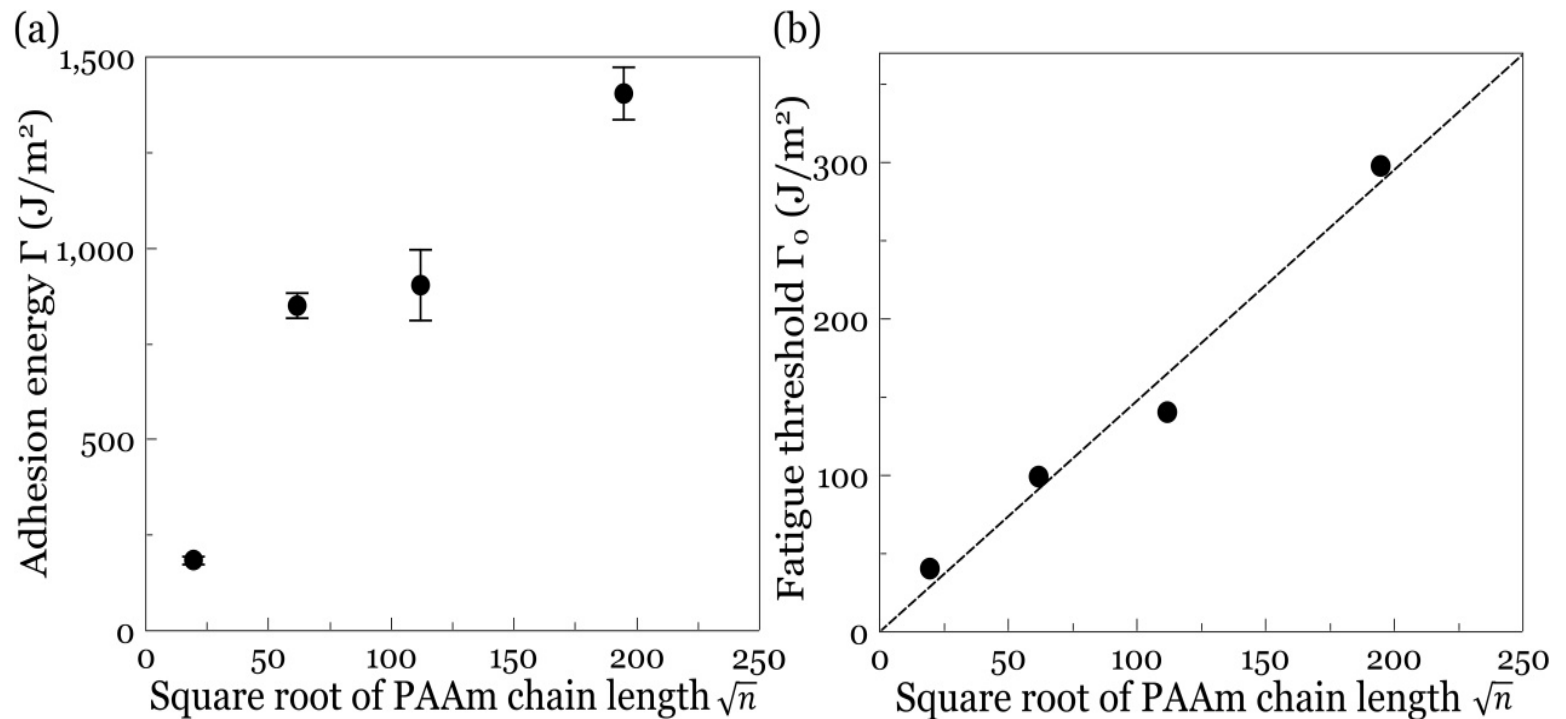 (a)
Adhesion energy Γ (J/m²)
1,500
1,000
500
0
0 50 100 150 200 250
Square root of PAAm chain length √n
(b)
Fatigue threshold Γ₀ (J/m²)
300
200
100
0
0 50 100 150 200 250
Square root of PAAm chain length √n